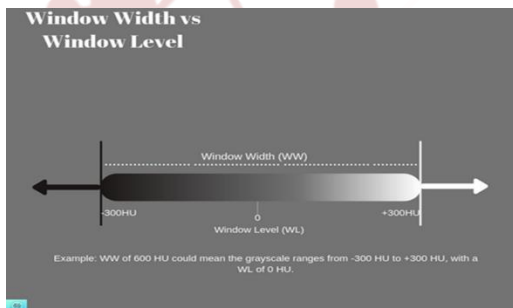 Window Width vs
Window Level
Window Width (WW)
-300HU
+300HU
0
Window Level (WL)
Example: WW of 600 HU could mean the grayscale ranges from -300 HU to +300 HU, with a
WL of 0 HU.